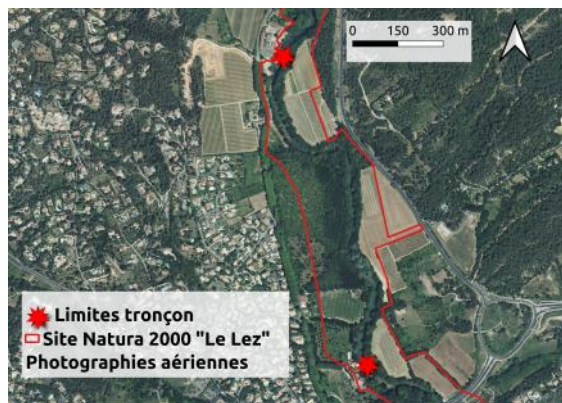 0 150 300 m
Limites tronçon
Site Natura 2000 "Le Lez"
Photographies aériennes